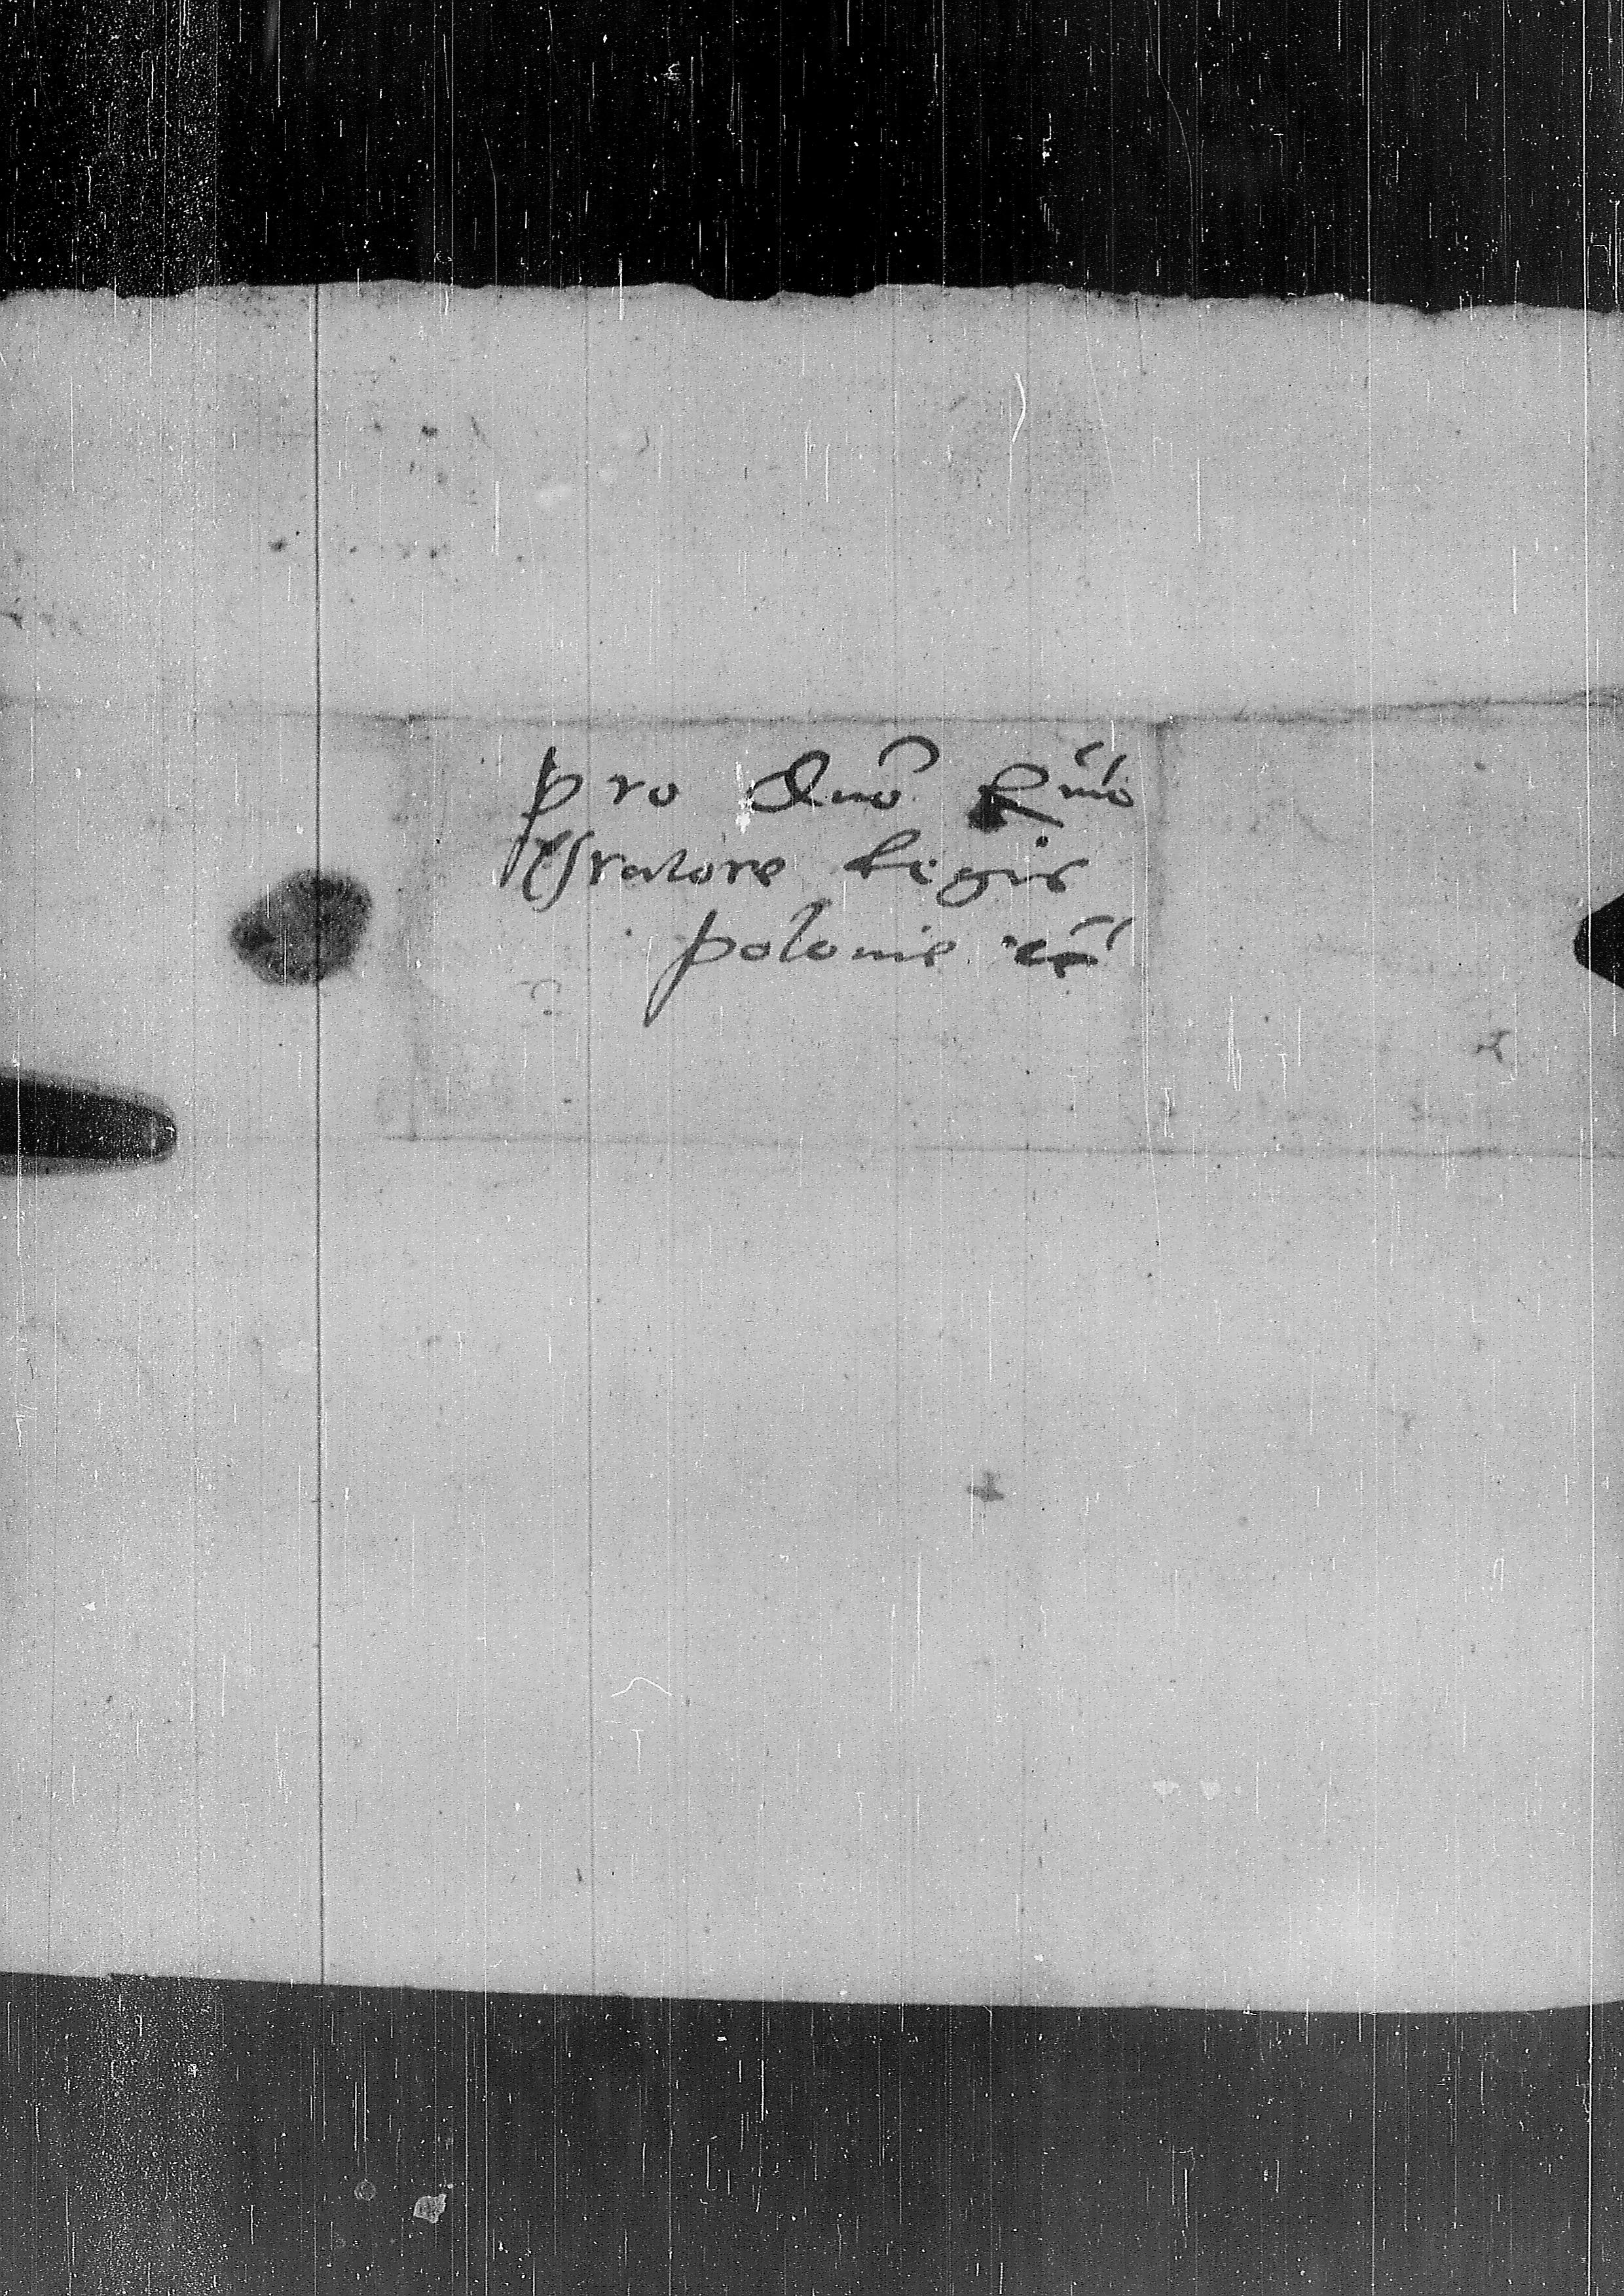 pro dno Rmo
Oratore Regis
polonie etc